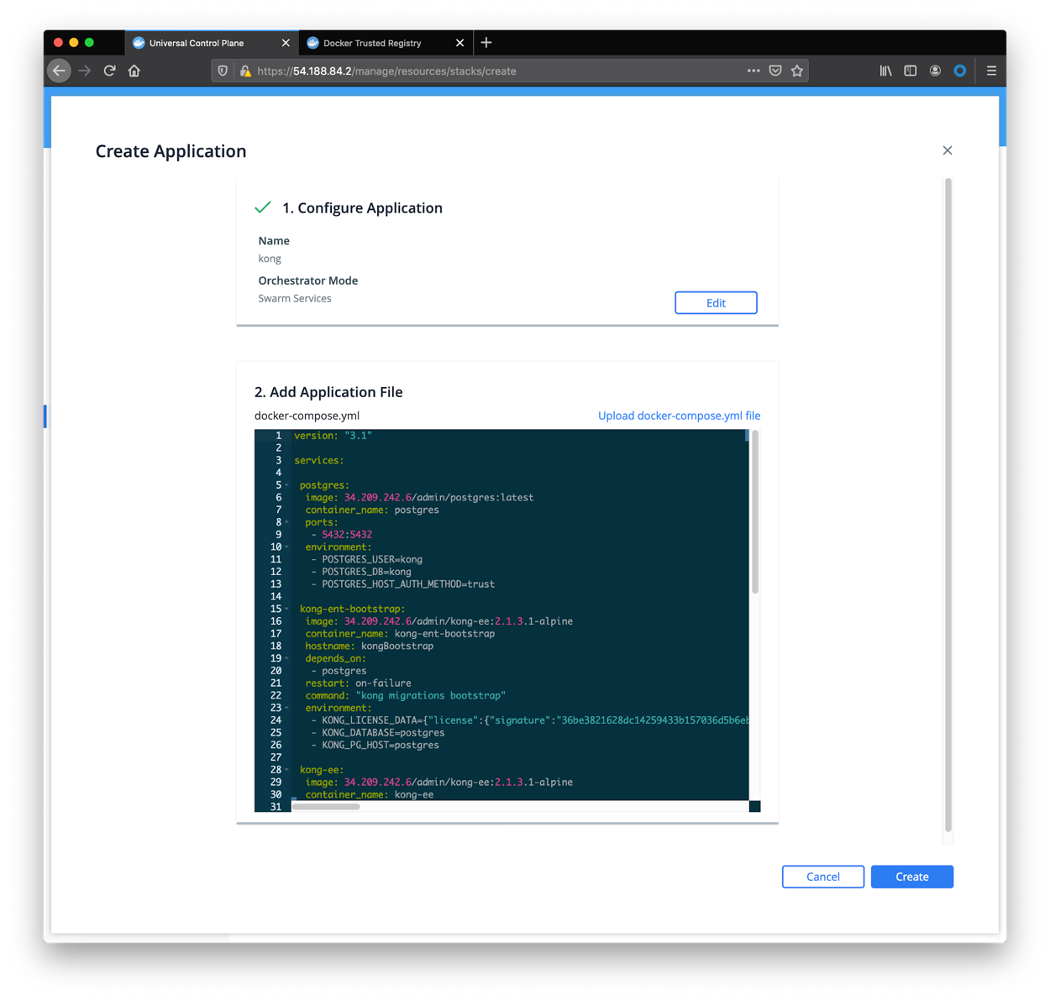 Universal Control Plane
Docker Trusted Registry
https://54.188.84.2/manage/resources/stacks/create
Create Application
1. Configure Application
Name
kong
Orchestrator Mode
Swarm Services
Edit
2. Add Application File
docker-compose.yml
Upload docker-compose.yml file
1 version: "3.1"
2
3 services:
4
5 postgres:
6 image: 34.209.242.6/admin/postgres:latest
7 container_name: postgres
8 ports:
9 - 5432:5432
10 environment:
11 - POSTGRES_USER=kong
12 - POSTGRES_DB=kong
13 - POSTGRES_HOST_AUTH_METHOD=trust
14
15 kong-ent-bootstrap:
16 image: 34.209.242.6/admin/kong-ee:2.1.3.1-alpine
17 container_name: kong-ent-bootstrap
18 hostname: kongBootstrap
19 depends_on:
20 - postgres
21 restart: on-failure
22 command: "kong migrations bootstrap"
23 environment:
24 - KONG_LICENSE_DATA={"license":{"signature":"36be3821628dc14259433b157036d5b6eb
25 - KONG_DATABASE=postgres
26 - KONG_PG_HOST=postgres
27
28 kong-ee:
29 image: 34.209.242.6/admin/kong-ee:2.1.3.1-alpine
30 container_name: kong-ee
31
Cancel
Create